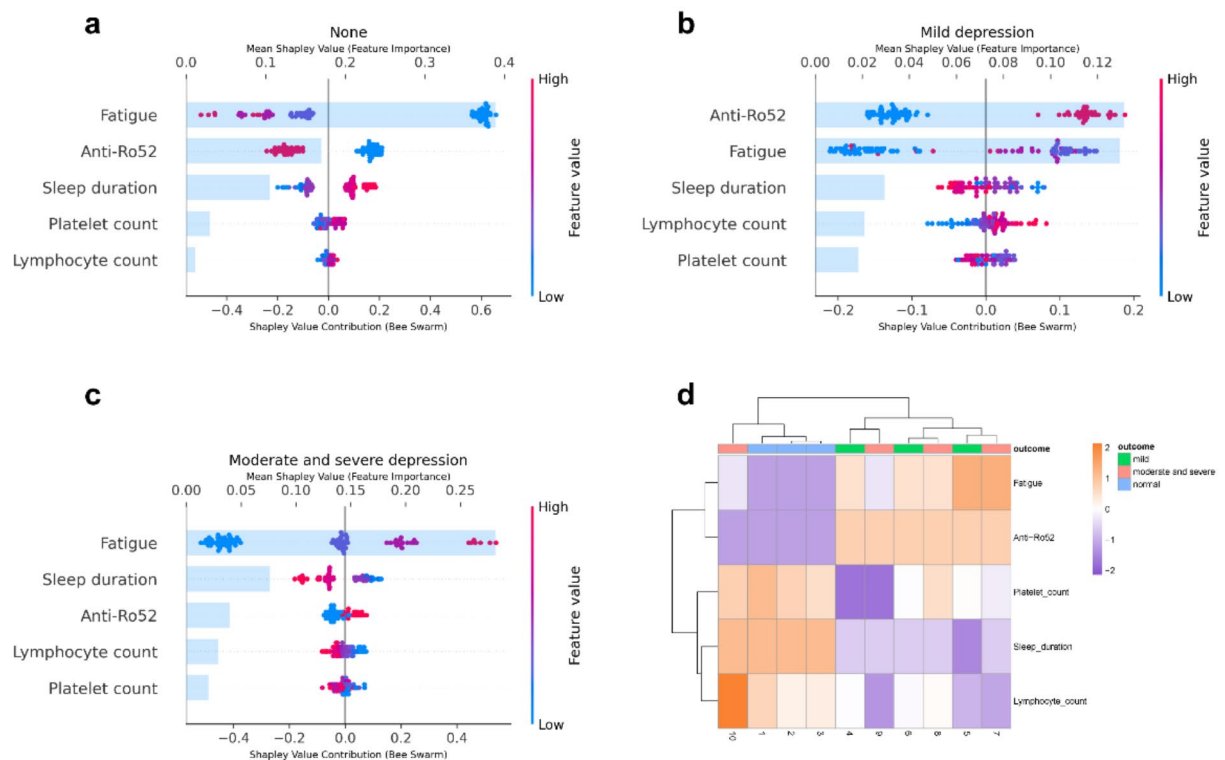 a
None
Mean Shapley Value (Feature Importance)
0.0 0.1 0.2 0.3 0.4
Fatigue
Anti-Ro52
Sleep duration
Platelet count
Lymphocyte count
−0.4 −0.2 0.0 0.2 0.4 0.6
Shapley Value Contribution (Bee Swarm)
High
Feature value
Low
b
Mild depression
Mean Shapley Value (Feature Importance)
0.00 0.02 0.04 0.06 0.08 0.10 0.12
Anti-Ro52
Fatigue
Sleep duration
Lymphocyte count
Platelet count
−0.2 −0.1 0.0 0.1 0.2
Shapley Value Contribution (Bee Swarm)
High
Feature value
Low
c
Moderate and severe depression
Mean Shapley Value (Feature Importance)
0.00 0.05 0.10 0.15 0.20 0.25
Fatigue
Sleep duration
Anti-Ro52
Lymphocyte count
Platelet count
−0.4 −0.2 0.0 0.2 0.4
Shapley Value Contribution (Bee Swarm)
High
Feature value
Low
d
outcome
Fatigue
Anti-Ro52
Platelet_count
Sleep_duration
Lymphocyte_count
10 1 2 3 4 9 6 8 5 7
2
1
0
−1
−2
outcome
mild
moderate and severe
normal